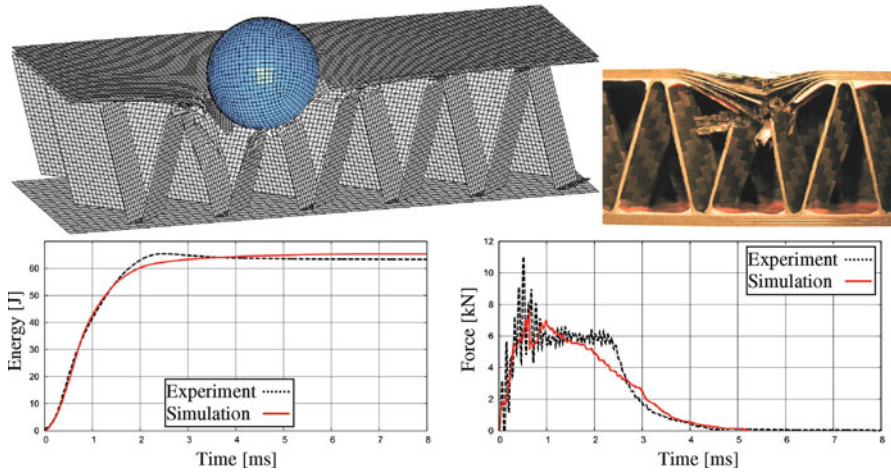 60
50
40
30
20
10
0
Energy [J]
Experiment
Simulation
0 1 2 3 4 5 6 7 8
Time [ms]
12
10
8
6
4
2
0
Force [kN]
Experiment
Simulation
0 1 2 3 4 5 6 7 8
Time [ms]